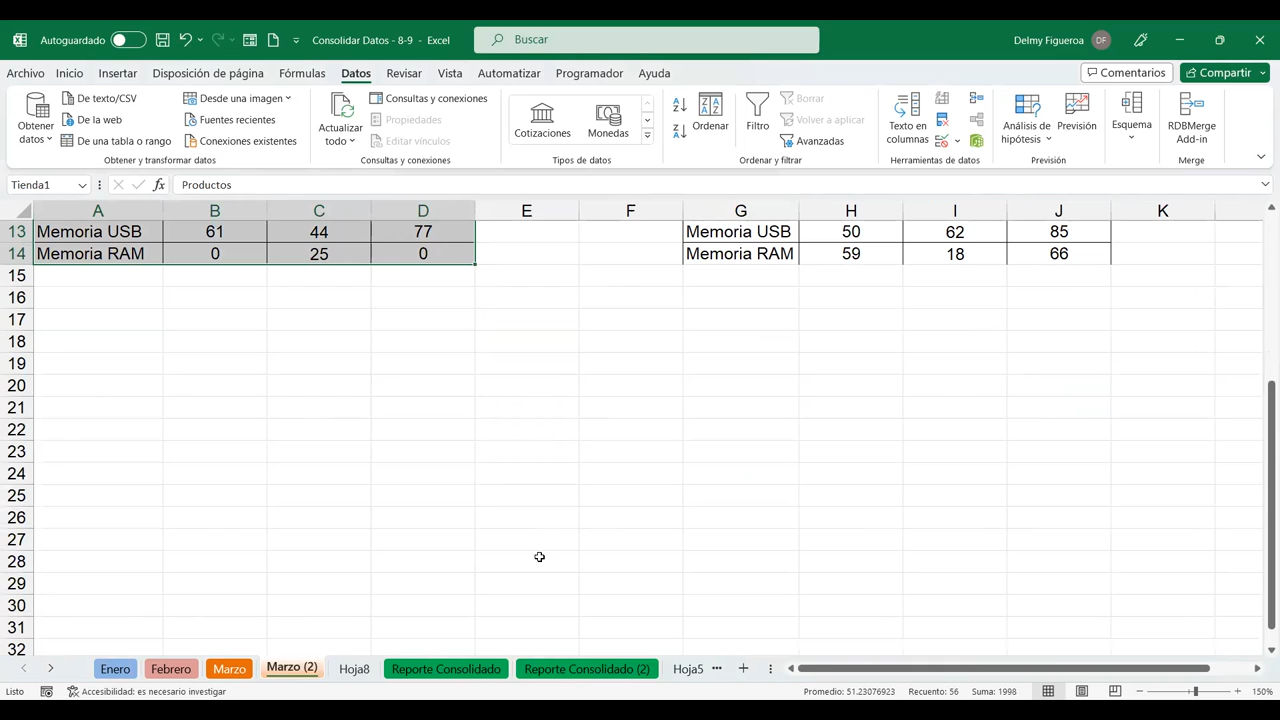 Autoguardado
Consolidar Datos - 8-9 - Excel
Buscar
Delmy Figueroa
DF
Archivo Inicio Insertar Disposición de página Fórmulas Datos Revisar Vista Automatizar Programador Ayuda
Comentarios
Compartir
Obtener datos
De texto/CSV
De la web
De una tabla o rango
Desde una imagen
Fuentes recientes
Conexiones existentes
Obtener y transformar datos
Actualizar todo
Consultas y conexiones
Propiedades
Editar vínculos
Consultas y conexiones
Cotizaciones
Monedas
Tipos de datos
Ordenar
Filtro
Borrar
Volver a aplicar
Avanzadas
Ordenar y filtrar
Texto en columnas
Herramientas de datos
Análisis de hipótesis
Previsión
Previsión
Esquema
RDBMerge Add-in
Merge
Tienda1
fx
Productos
A B C D E F G H I J K
13 Memoria USB 61 44 77 Memoria USB 50 62 85
14 Memoria RAM 0 25 0 Memoria RAM 59 18 66
15
16
17
18
19
20
21
22
23
24
25
26
27
28
29
30
31
32
Enero Febrero Marzo Marzo (2) Hoja8 Reporte Consolidado Reporte Consolidado (2) Hoja5 ...
Listo
Accesibilidad: es necesario investigar
Promedio: 51.23076923 Recuento: 56 Suma: 1998
150%